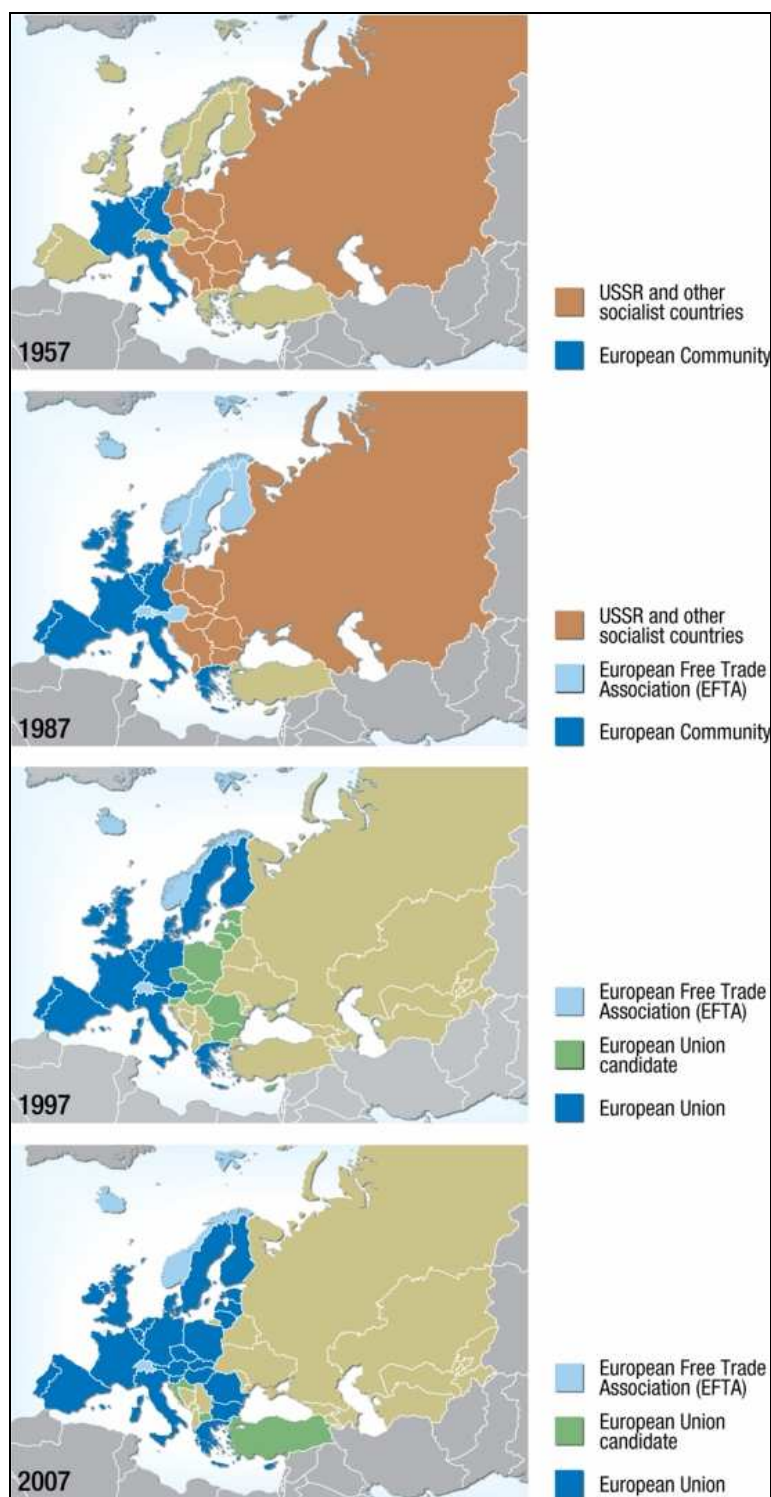 USSR and other
socialist countries
European Community
1957
USSR and other
socialist countries
European Free Trade
Association (EFTA)
European Community
1987
European Free Trade
Association (EFTA)
European Union
candidate
European Union
1997
European Free Trade
Association (EFTA)
European Union
candidate
European Union
2007